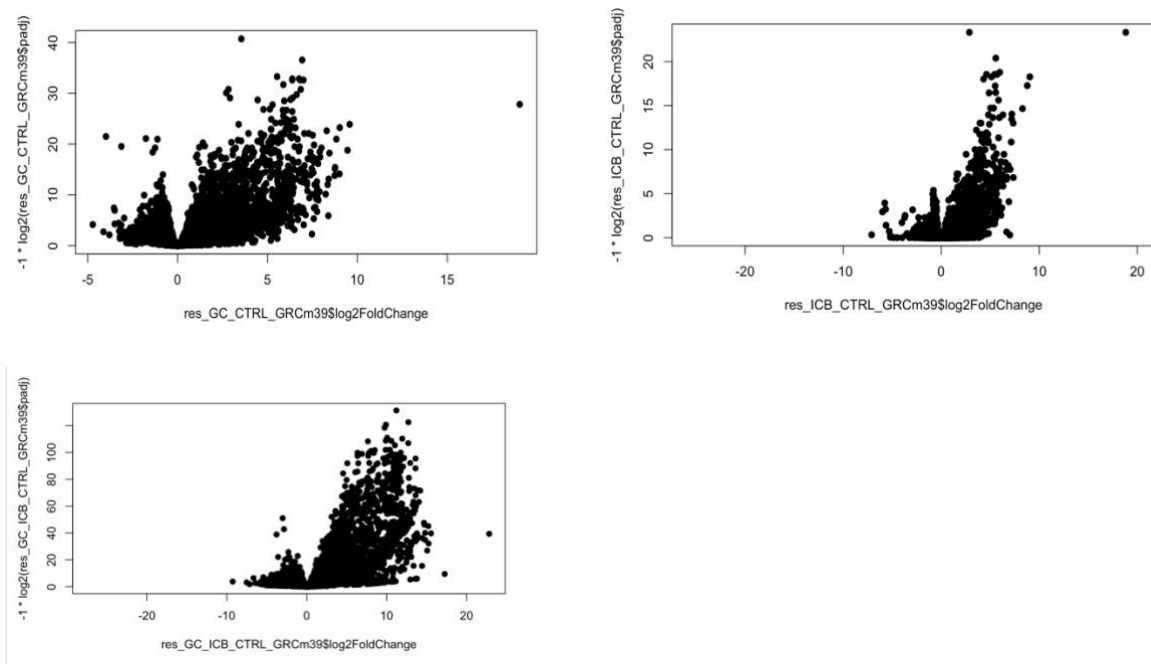 -1 * log2(res_GC_CTRL_GRCm39$padj)
40
30
20
10
0
-5 0 5 10 15
res_GC_CTRL_GRCm39$log2FoldChange
-1 * log2(res_ICB_CTRL_GRCm39$padj)
20
15
10
5
0
-20 -10 0 10 20
res_ICB_CTRL_GRCm39$log2FoldChange
-1 * log2(res_GC_ICB_CTRL_GRCm39$padj)
100
80
60
40
20
0
-20 -10 0 10 20
res_GC_ICB_CTRL_GRCm39$log2FoldChange